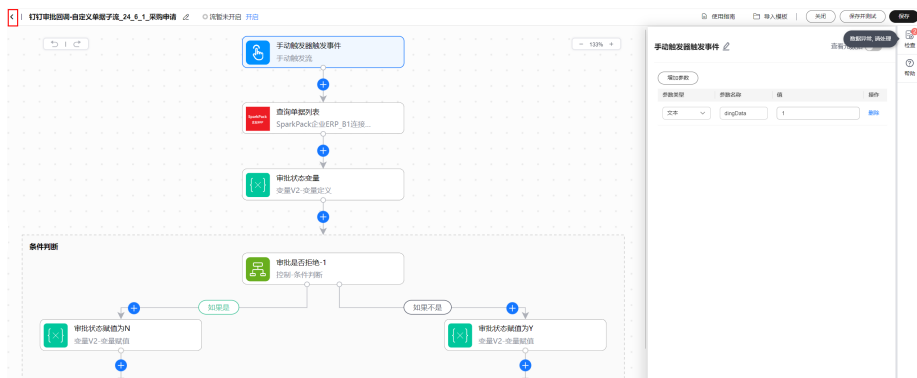 钉钉审批回调-自定义单据子流_24_6_1_采购申请 流暂未开启 开启
使用指南 导入模板 关闭 保存并测试 保存
数据异常, 请处理
检查
帮助
133%
手动触发器触发事件
手动触发流
SparkPack
查询单据列表
SparkPack企业ERP_B1连接...
审批状态变量
变量V2-变量定义
条件判断
审批是否拒绝-1
控制-条件判断
如果是 如果不是
审批状态赋值为N
变量V2-变量赋值
审批状态赋值为Y
变量V2-变量赋值
手动触发器触发事件
增加参数
参数类型 参数名称 值 操作
文本 dingData 1 删除